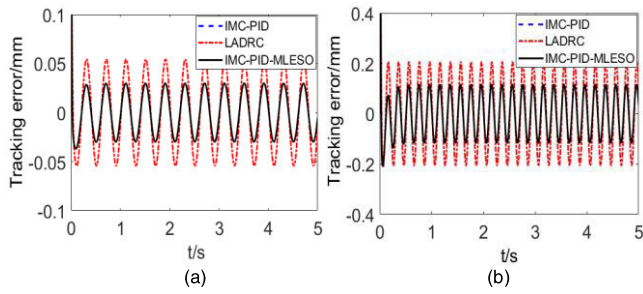 0.1
0.05
0
-0.05
-0.1
Tracking error/mm
IMC-PID
LADRC
IMC-PID-MLESO
0 1 2 3 4 5
t/s
(a)
0.4
0.2
0
-0.2
-0.4
Tracking error/mm
IMC-PID
LADRC
IMC-PID-MLESO
0 1 2 3 4 5
t/s
(b)